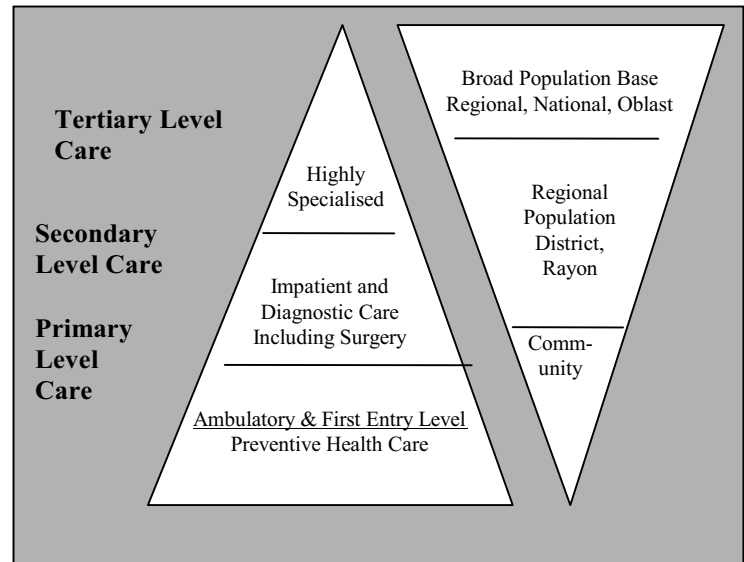 Tertiary Level
Care
Secondary
Level Care
Primary
Level
Care
Highly
Specialised
Impatient and
Diagnostic Care
Including Surgery
Ambulatory & First Entry Level
Preventive Health Care
Broad Population Base
Regional, National, Oblast
Regional
Population
District,
Rayon
Comm-
unity